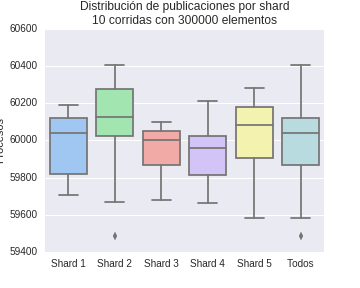 Distribución de publicaciones por shard
10 corridas con 300000 elementos
60600
60400
60200
60000
59800
59600
59400
Procesos
Shard 1 Shard 2 Shard 3 Shard 4 Shard 5 Todos